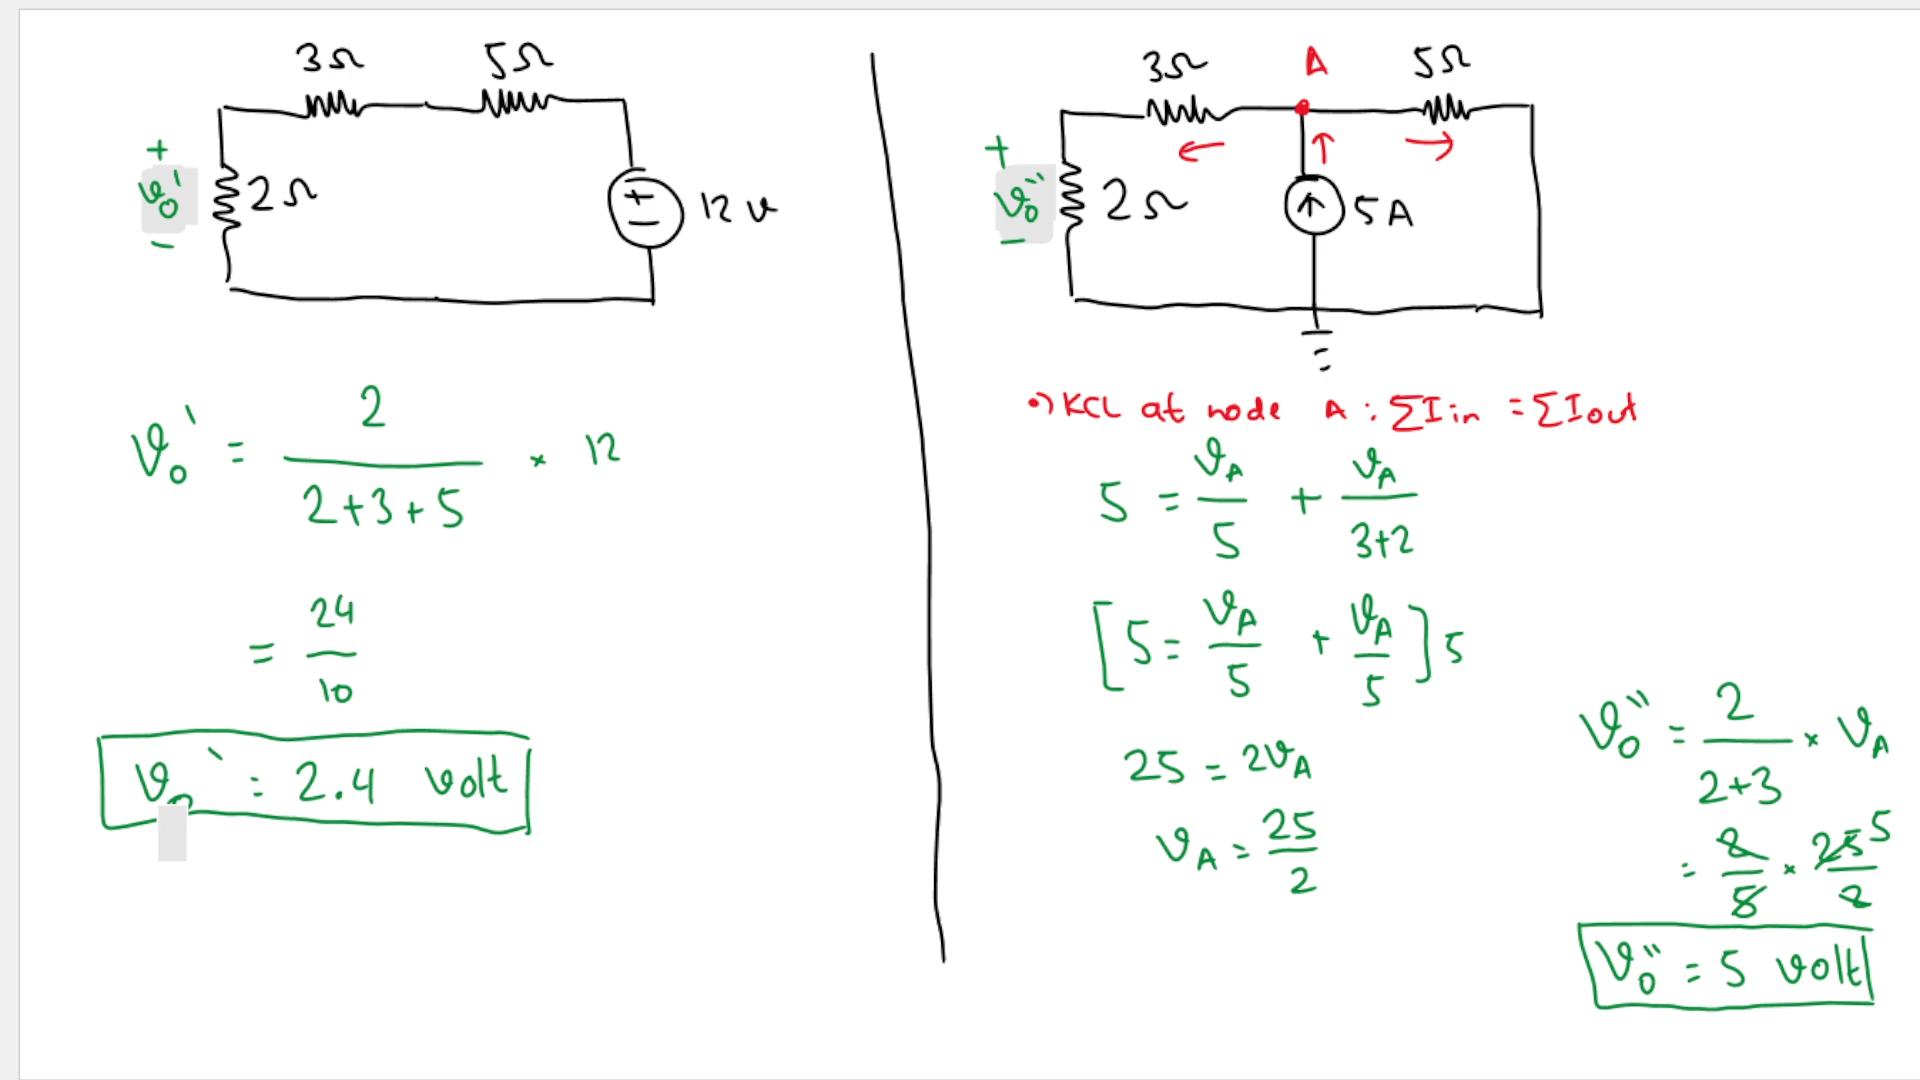 3Ω 5Ω
+
v₀'
-
2Ω
+
-
12 v
v₀' = 2 / (2+3+5) * 12
= 24 / 10
v₀' = 2.4 volt
3Ω A 5Ω
+
v₀''
-
2Ω
5A
•) KCL at node A : ΣIin = ΣIout
5 = vA / 5 + vA / (3+2)
[5 = vA / 5 + vA / 5] 5
25 = 2vA
vA = 25 / 2
v₀'' = 2 / (2+3) * vA
= 2 / 5 * 25 5 / 2
v₀'' = 5 volt